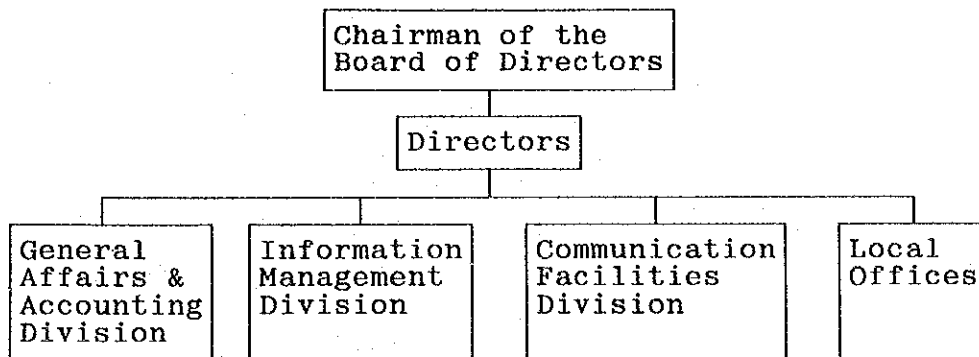 Chairman of the
Board of Directors
Directors
General
Affairs &
Accounting
Division
Information
Management
Division
Communication
Facilities
Division
Local
Offices